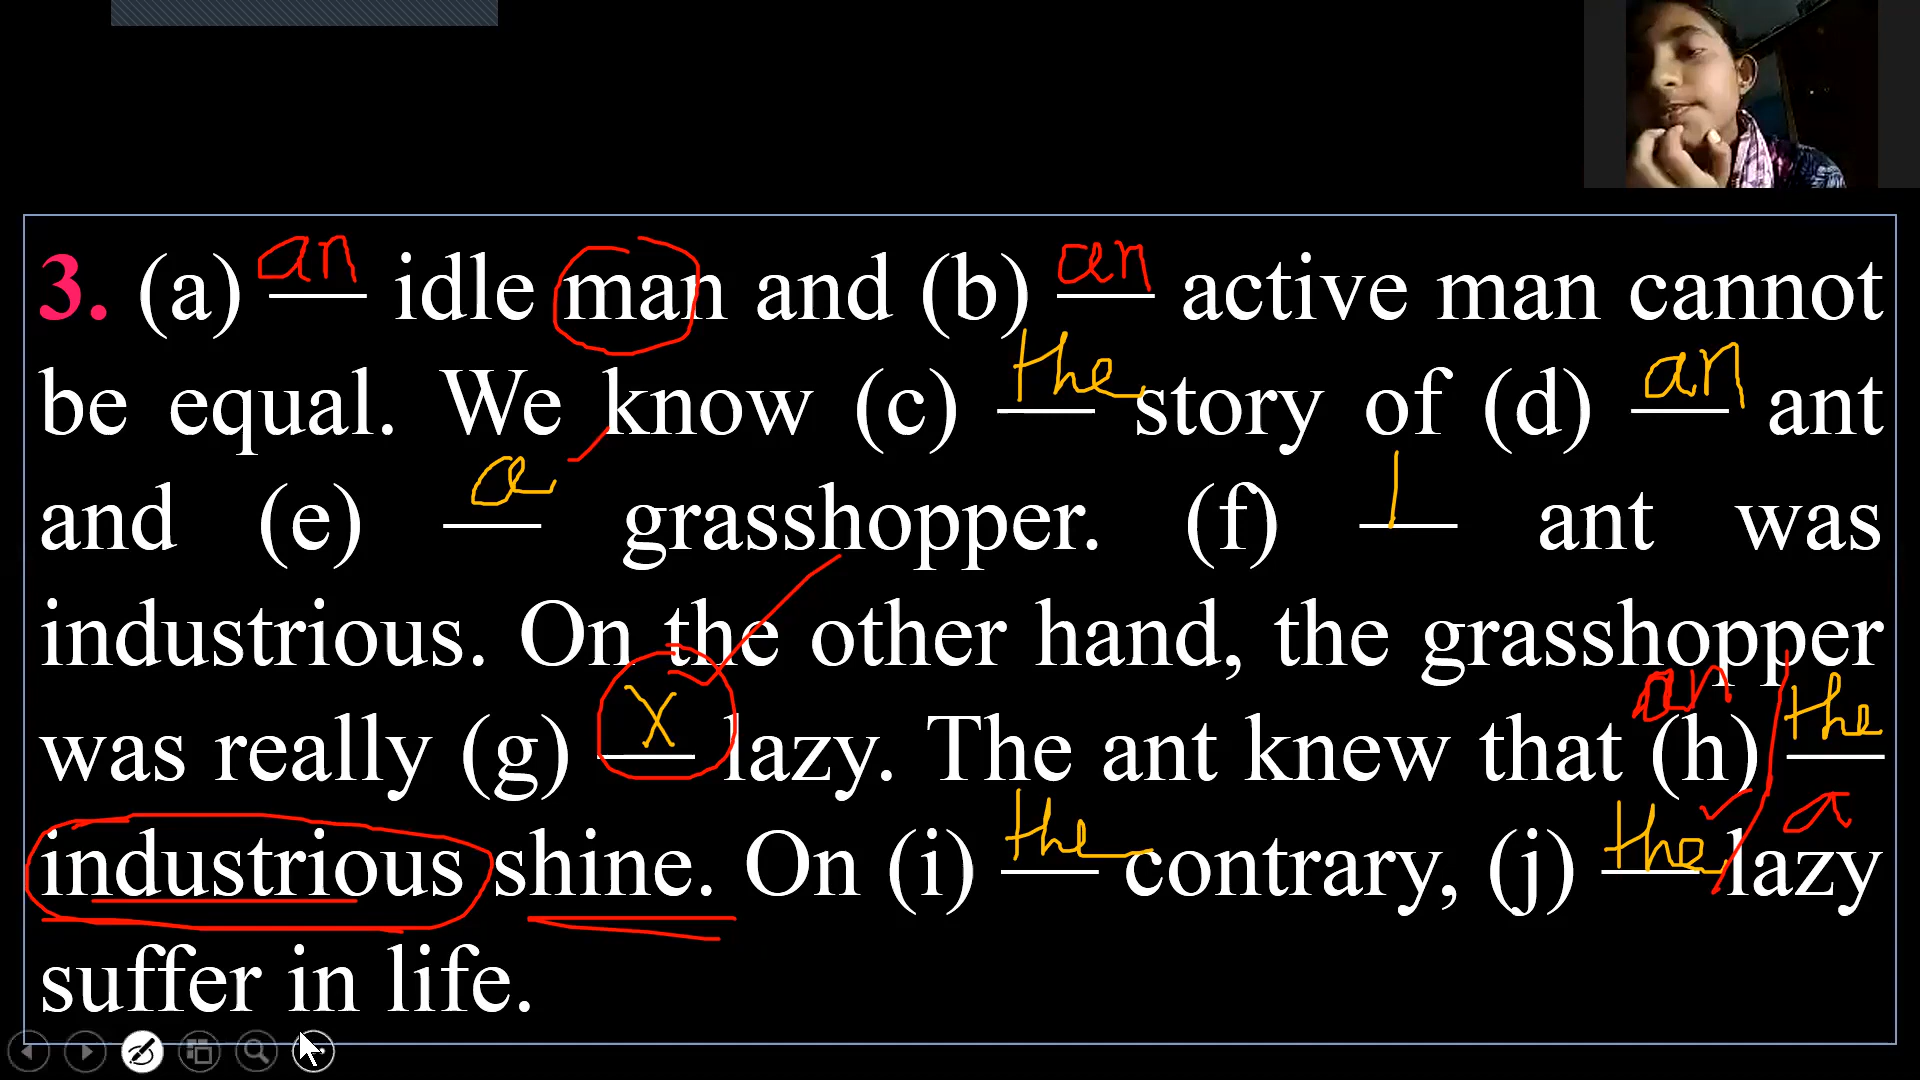 3. (a) an idle man and (b) an active man cannot
be equal. We know (c) the story of (d) an ant
and (e) a grasshopper. (f) ant was
industrious. On the other hand, the grasshopper
was really (g) x lazy. The ant knew that an (h) the
industrious shine. On (i) the contrary, (j) the lazy a
suffer in life.